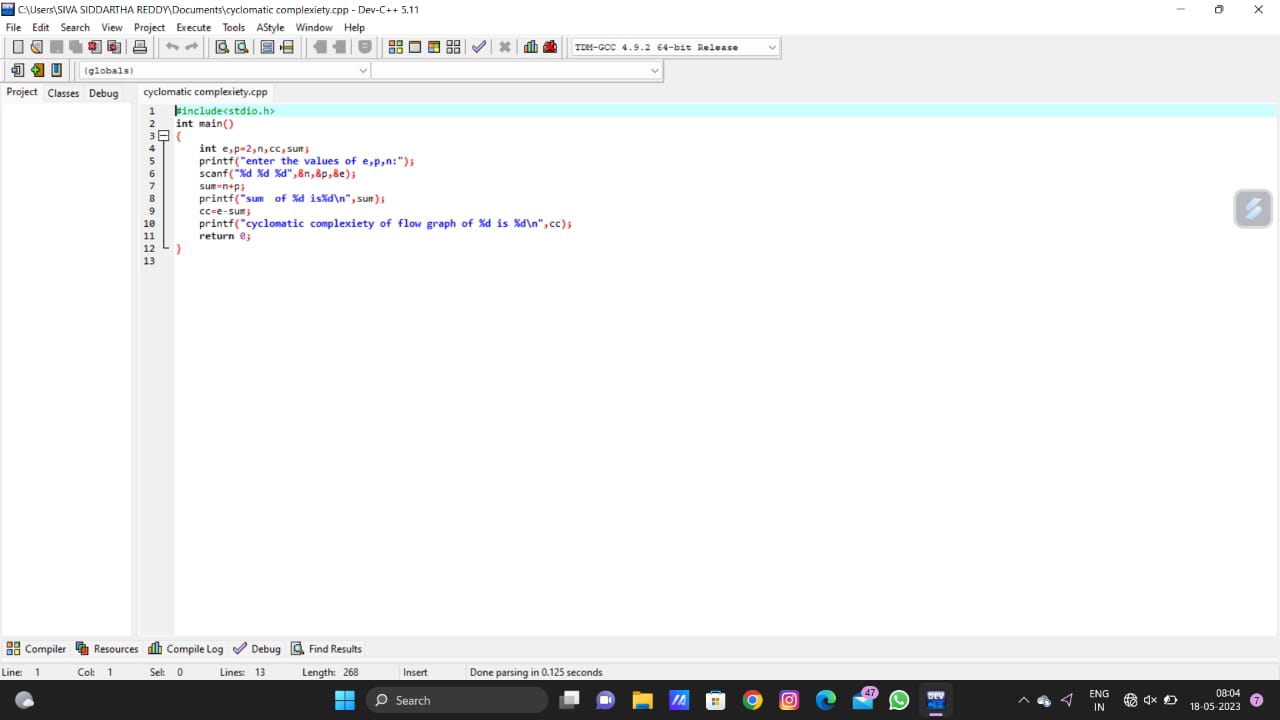 C:\Users\SIVA SIDDARTHA REDDY\Documents\cyclomatic complexiety.cpp - Dev-C++ 5.11
File Edit Search View Project Execute Tools AStyle Window Help
TDM-GCC 4.9.2 64-bit Release
(globals)
Project Classes Debug cyclomatic complexiety.cpp
1 #include<stdio.h>
2 int main()
3 {
4 int e,p=2,n,cc,sum;
5 printf("enter the values of e,p,n:");
6 scanf("%d %d %d",&n,&p,&e);
7 sum=n+p;
8 printf("sum  of %d is%d\n",sum);
9 cc=e-sum;
10 printf("cyclomatic complexiety of flow graph of %d is %d\n",cc);
11 return 0;
12 }
13
Compiler Resources Compile Log Debug Find Results
Line: 1 Col: 1 Sel: 0 Lines: 13 Length: 268 Insert Done parsing in 0.125 seconds
Search DEV 47 ENG IN 08:04 18-05-2023 7